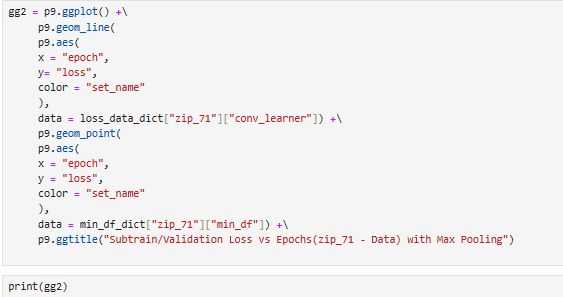 gg2 = p9.ggplot() +\
p9.geom_line(
p9.aes(
x = "epoch",
y= "loss",
color = "set_name"
),
data = loss_data_dict["zip_71"]["conv_learner"]) +\
p9.geom_point(
p9.aes(
x = "epoch",
y = "loss",
color = "set_name"
),
data = min_df_dict["zip_71"]["min_df"]) +\
p9.ggtitle("Subtrain/Validation Loss vs Epochs(zip_71 - Data) with Max Pooling")
print(gg2)